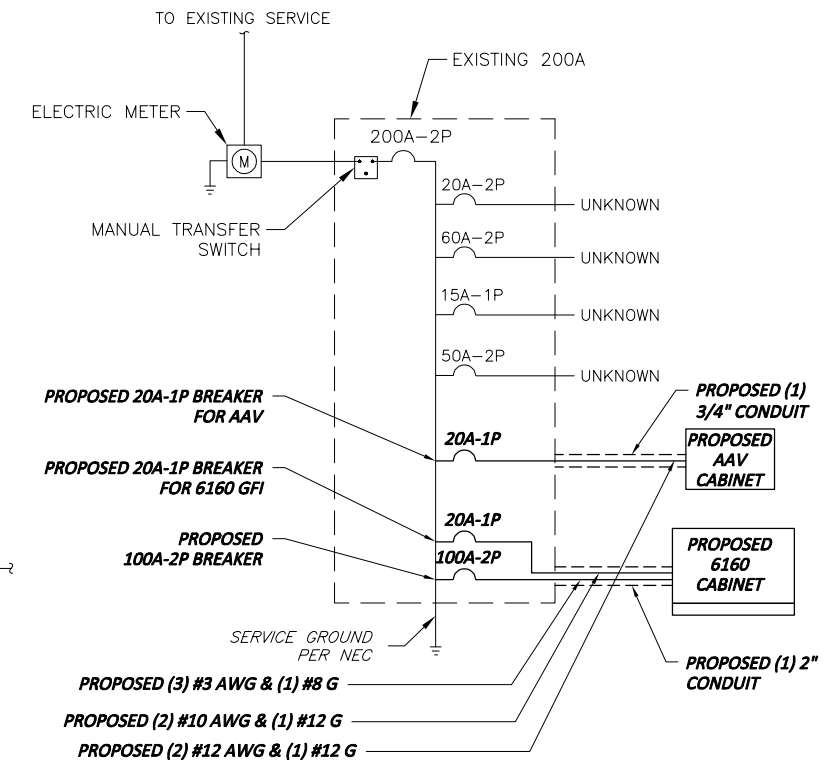 TO EXISTING SERVICE
EXISTING 200A
ELECTRIC METER
200A-2P
M
MANUAL TRANSFER
SWITCH
20A-2P
UNKNOWN
60A-2P
UNKNOWN
15A-1P
UNKNOWN
50A-2P
UNKNOWN
PROPOSED 20A-1P BREAKER
FOR AAV
20A-1P
PROPOSED (1)
3/4" CONDUIT
PROPOSED
AAV
CABINET
PROPOSED 20A-1P BREAKER
FOR 6160 GFI
20A-1P
PROPOSED
100A-2P BREAKER
100A-2P
PROPOSED
6160
CABINET
SERVICE GROUND
PER NEC
PROPOSED (1) 2"
CONDUIT
PROPOSED (3) #3 AWG & (1) #8 G
PROPOSED (2) #10 AWG & (1) #12 G
PROPOSED (2) #12 AWG & (1) #12 G